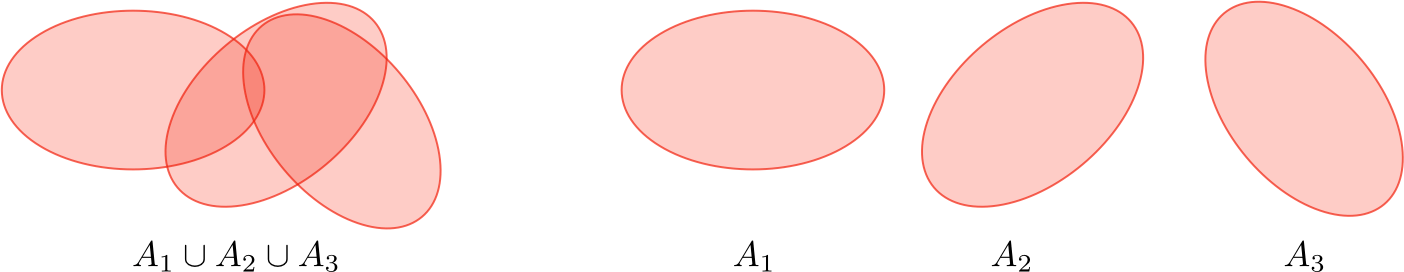 A₁ ∪ A₂ ∪ A₃
A₁
A₂
A₃